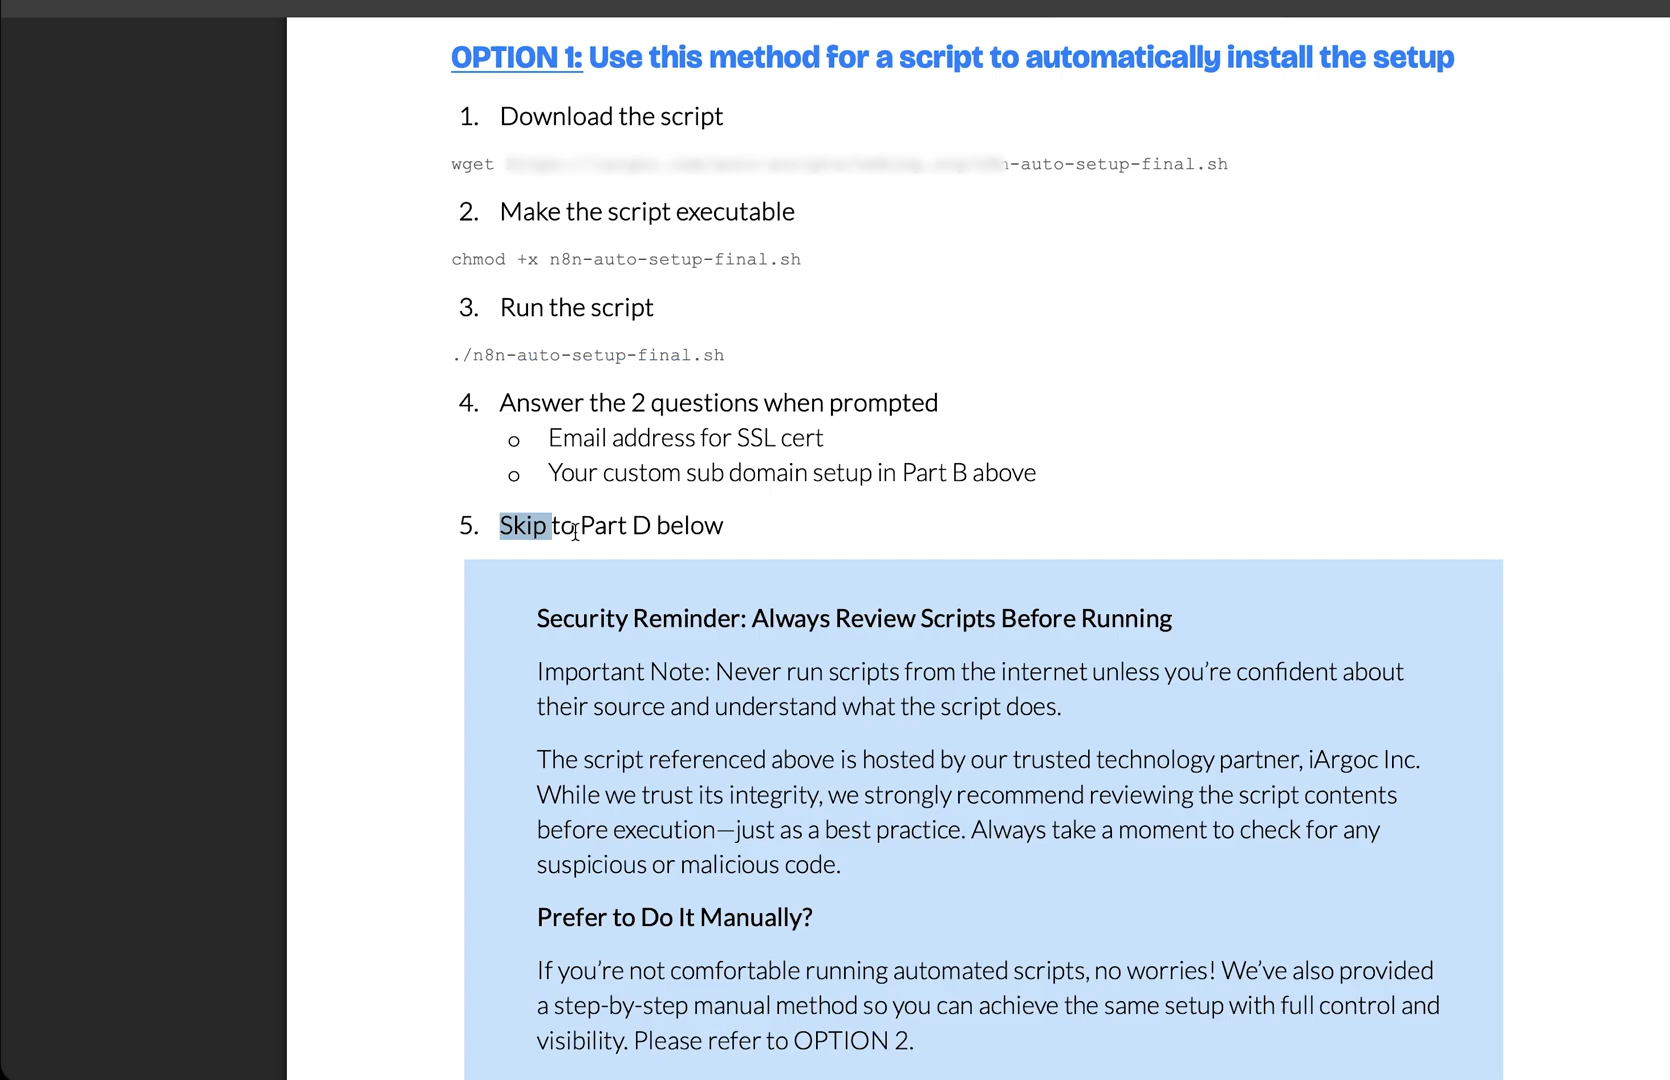 OPTION 1: Use this method for a script to automatically install the setup
1. Download the script
wget n-auto-setup-final.sh
2. Make the script executable
chmod +x n8n-auto-setup-final.sh
3. Run the script
./n8n-auto-setup-final.sh
4. Answer the 2 questions when prompted
o Email address for SSL cert
o Your custom sub domain setup in Part B above
5. Skip to Part D below
Security Reminder: Always Review Scripts Before Running
Important Note: Never run scripts from the internet unless you’re confident about
their source and understand what the script does.
The script referenced above is hosted by our trusted technology partner, iArgoc Inc.
While we trust its integrity, we strongly recommend reviewing the script contents
before execution—just as a best practice. Always take a moment to check for any
suspicious or malicious code.
Prefer to Do It Manually?
If you’re not comfortable running automated scripts, no worries! We’ve also provided
a step-by-step manual method so you can achieve the same setup with full control and
visibility. Please refer to OPTION 2.